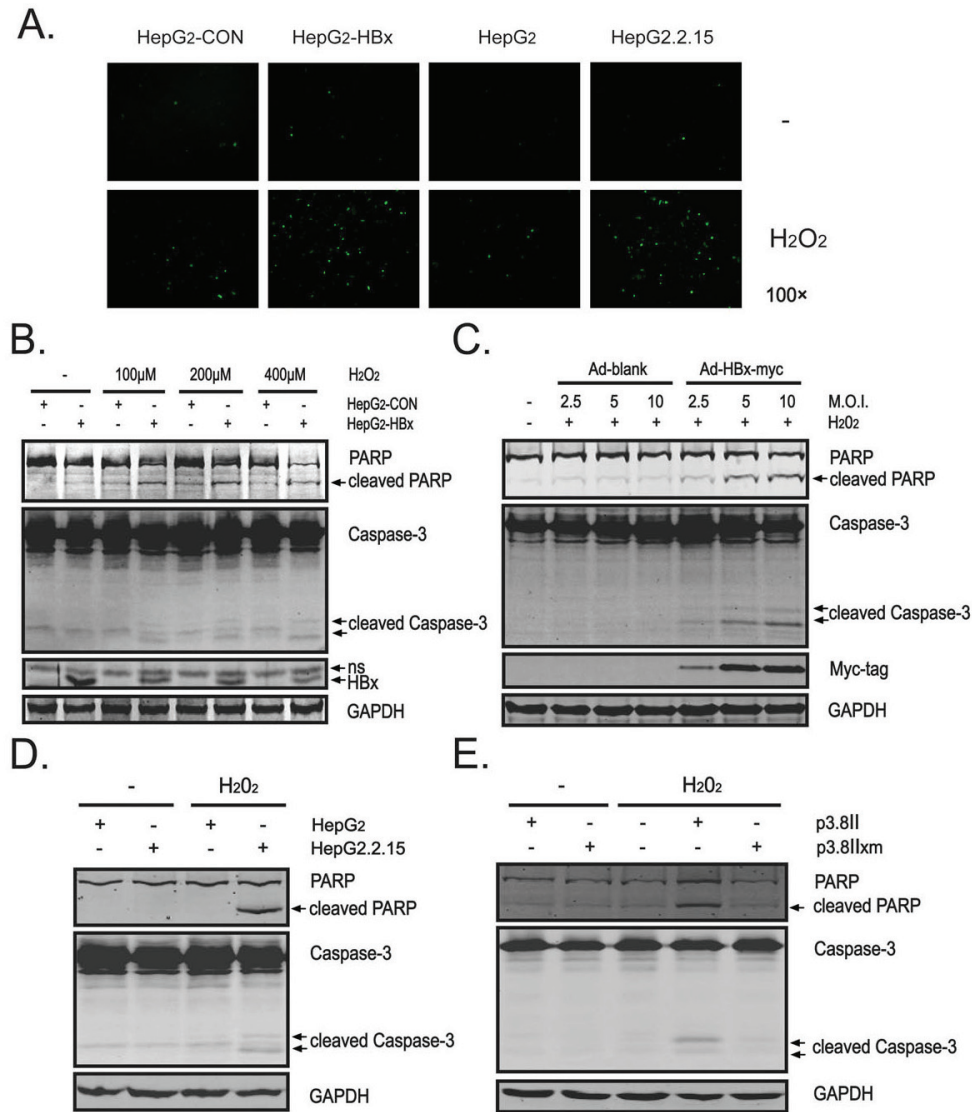 A.
HepG2-CON HepG2-HBx HepG2 HepG2.2.15
-
H2O2
100×
B.
- 100μM 200μM 400μM H2O2
+ - + - + - + - HepG2-CON
- + - + - + - + HepG2-HBx
PARP
cleaved PARP
Caspase-3
cleaved Caspase-3
ns
HBx
GAPDH
C.
Ad-blank Ad-HBx-myc
- 2.5 5 10 2.5 5 10 M.O.I.
- + + + + + + H2O2
PARP
cleaved PARP
Caspase-3
cleaved Caspase-3
Myc-tag
GAPDH
D.
- H2O2
+ - + - HepG2
- + - + HepG2.2.15
PARP
cleaved PARP
Caspase-3
cleaved Caspase-3
GAPDH
E.
- H2O2
+ - - + - p3.8II
- + - - + p3.8IIxm
PARP
cleaved PARP
Caspase-3
cleaved Caspase-3
GAPDH